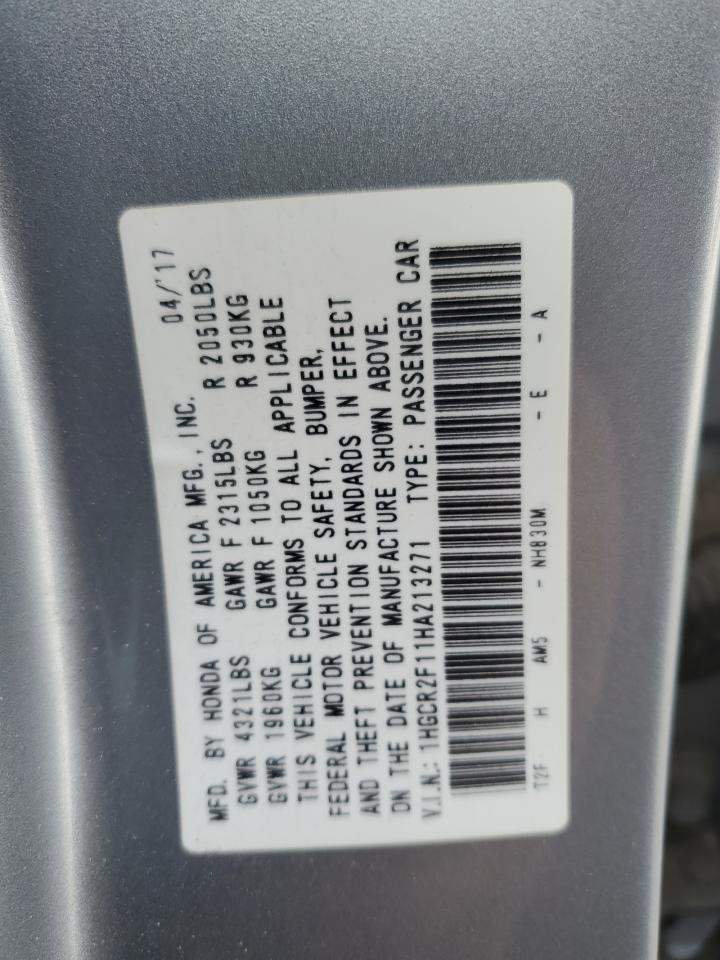 MFD. BY HONDA OF AMERICA MFG., INC. 04/'17
GVWR 4321LBS GAWR F 2315LBS R 2050LBS
GVWR 1960KG GAWR F 1050KG R 930KG
THIS VEHICLE CONFORMS TO ALL APPLICABLE
FEDERAL MOTOR VEHICLE SAFETY, BUMPER,
AND THEFT PREVENTION STANDARDS IN EFFECT
ON THE DATE OF MANUFACTURE SHOWN ABOVE.
V.I.N.: 1HGCR2F11HA213271 TYPE: PASSENGER CAR
T2F H AM5 - NH830M - E - A